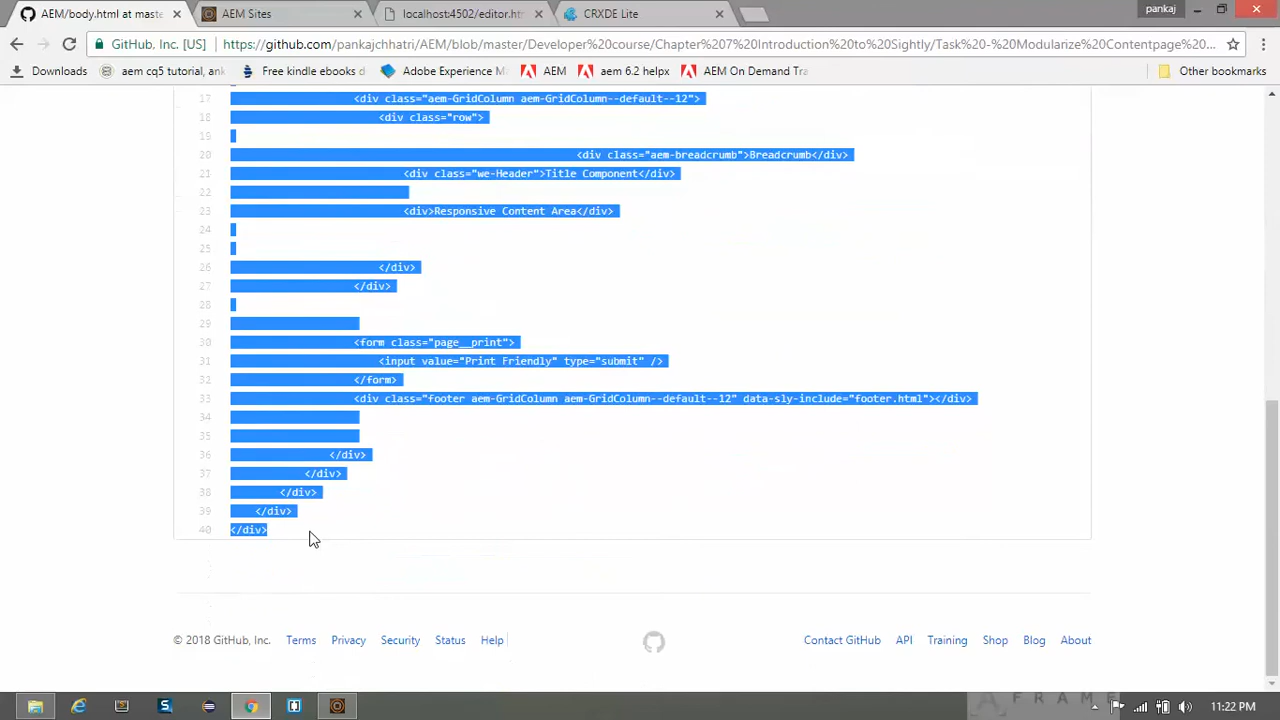 AEM/body.html at maste
AEM Sites
localhost:4502/editor.ht
CRXDE Lite
pankaj
GitHub, Inc. [US]
https://github.com/pankajchhatri/AEM/blob/master/Developer%20course/Chapter%207%20Introduction%20to%20Sightly/Task%20-%20Modularize%20Contentpage%20...
Downloads
aem cq5 tutorial, an
Free kindle ebooks d
Adobe Experience M
AEM
aem 6.2 helpx
AEM On Demand Tra
Other bookmarks
17 <div class="aem-GridColumn aem-GridColumn--default--12">
18 <div class="row">
19
20 <div class="aem-breadcrumb">Breadcrumb</div>
21 <div class="we-Header">Title Component</div>
22
23 <div>Responsive Content Area</div>
24
25
26 </div>
27 </div>
28
29
30 <form class="page__print">
31 <input value="Print Friendly" type="submit" />
32 </form>
33 <div class="footer aem-GridColumn aem-GridColumn--default--12" data-sly-include="footer.html"></div>
34
35
36 </div>
37 </div>
38 </div>
39 </div>
40 </div>
© 2018 GitHub, Inc. Terms Privacy Security Status Help
Contact GitHub API Training Shop Blog About
FRAME
11:22 PM